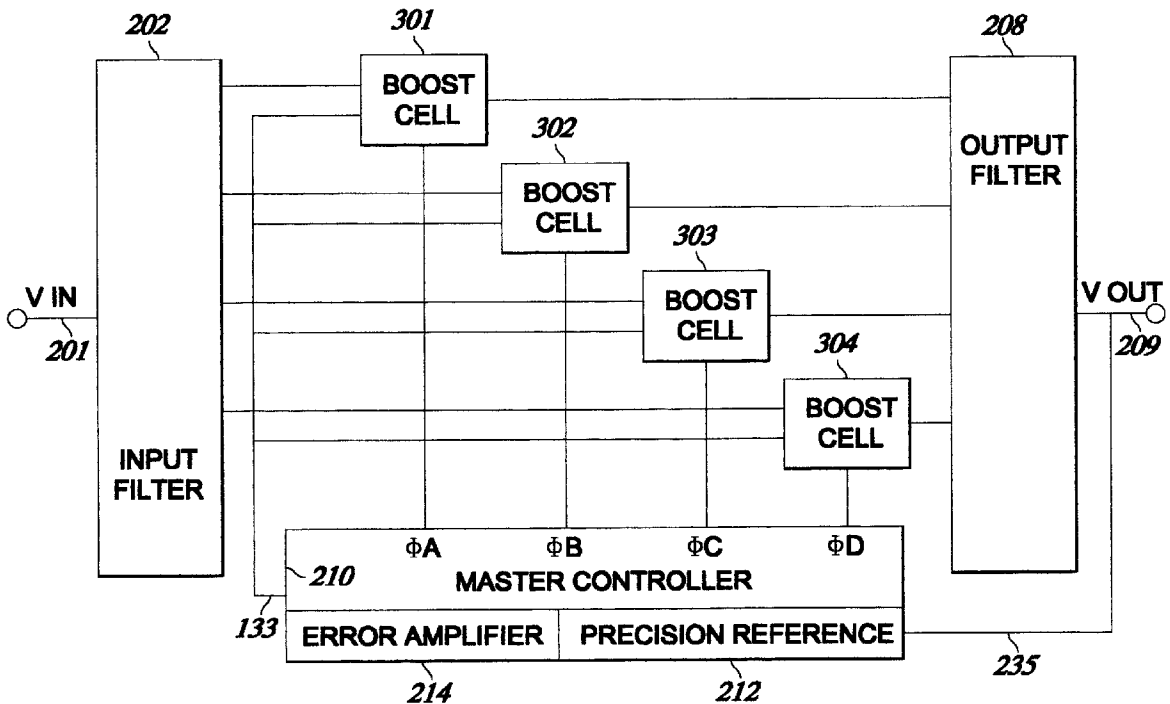 202
301
208
BOOST
CELL
302
BOOST
CELL
OUTPUT
FILTER
303
BOOST
CELL
V IN
201
V OUT
209
304
BOOST
CELL
INPUT
FILTER
ΦA ΦB ΦC ΦD
210
MASTER CONTROLLER
133
ERROR AMPLIFIER
PRECISION REFERENCE
235
214
212